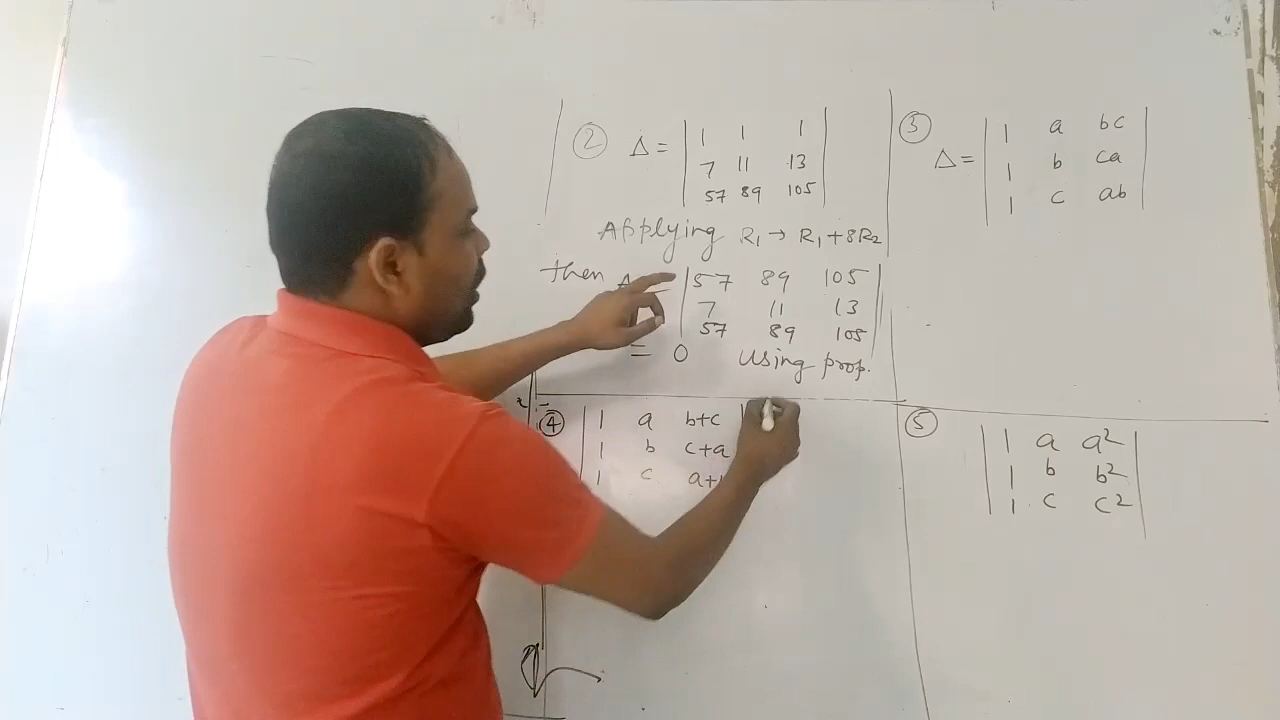 ② Δ = | 1 1 1 |
| 7 11 13 |
| 57 89 105 |
Applying R₁ → R₁ + 8R₂
then = | 57 89 105 |
| 7 11 13 |
| 57 89 105 |
= 0 Using prop.
③ Δ = | 1 a bc |
| 1 b ca |
| 1 c ab |
④ | 1 a b+c |
| 1 b c+a |
| 1 c a+
⑤ | 1 a a² |
| 1 b b² |
| 1 c c² |